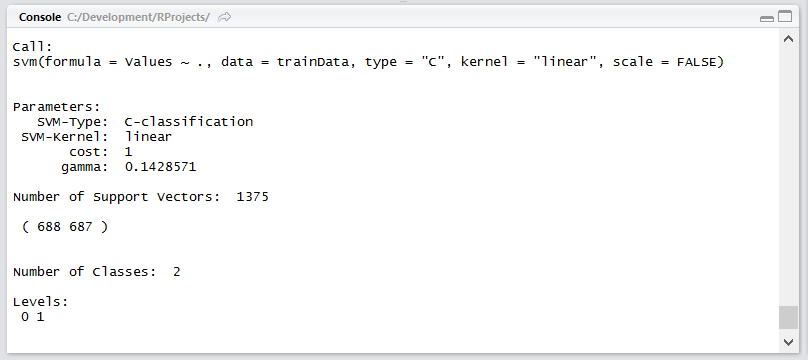 Console C:/Development/RProjects/
Call:
svm(formula = Values ~ ., data = trainData, type = "C", kernel = "linear", scale = FALSE)
Parameters:
SVM-Type: C-classification
SVM-Kernel: linear
cost: 1
gamma: 0.1428571
Number of Support Vectors: 1375
( 688 687 )
Number of Classes: 2
Levels:
0 1